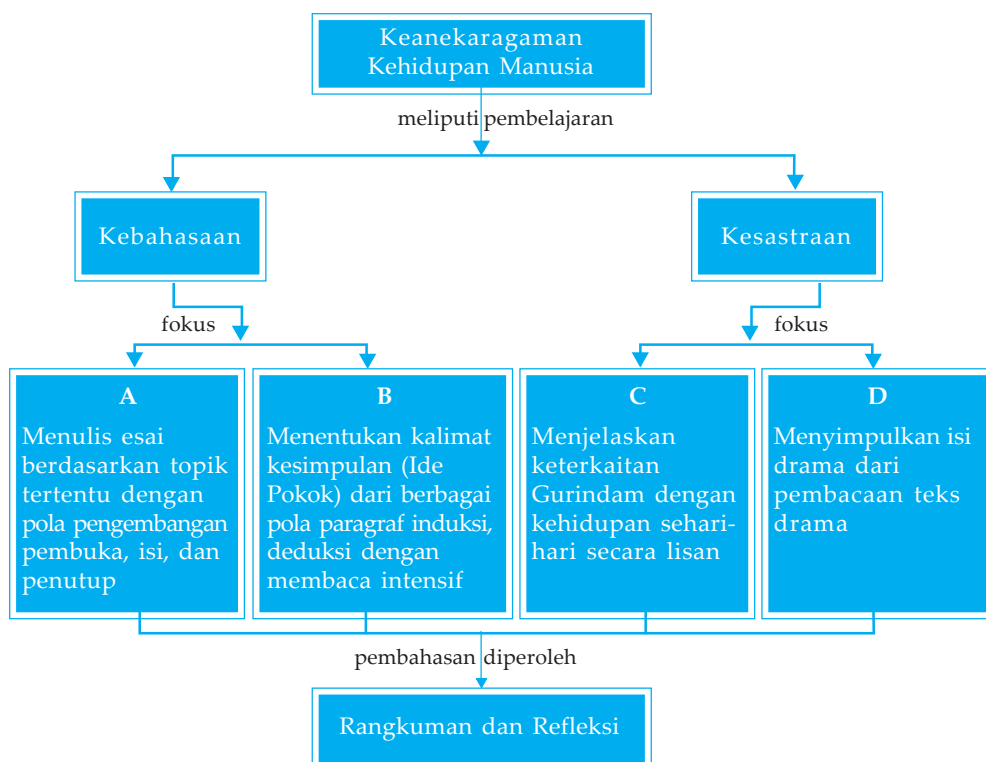 Keanekaragaman
Kehidupan Manusia
meliputi pembelajaran
Kebahasaan
Kesastraan
fokus
fokus
A
Menulis esai
berdasarkan topik
tertentu dengan
pola pengembangan
pembuka, isi, dan
penutup
B
Menentukan kalimat
kesimpulan (Ide
Pokok) dari berbagai
pola paragraf induksi,
deduksi dengan
membaca intensif
C
Menjelaskan
keterkaitan
Gurindam dengan
kehidupan sehari-
hari secara lisan
D
Menyimpulkan isi
drama dari
pembacaan teks
drama
pembahasan diperoleh
Rangkuman dan Refleksi